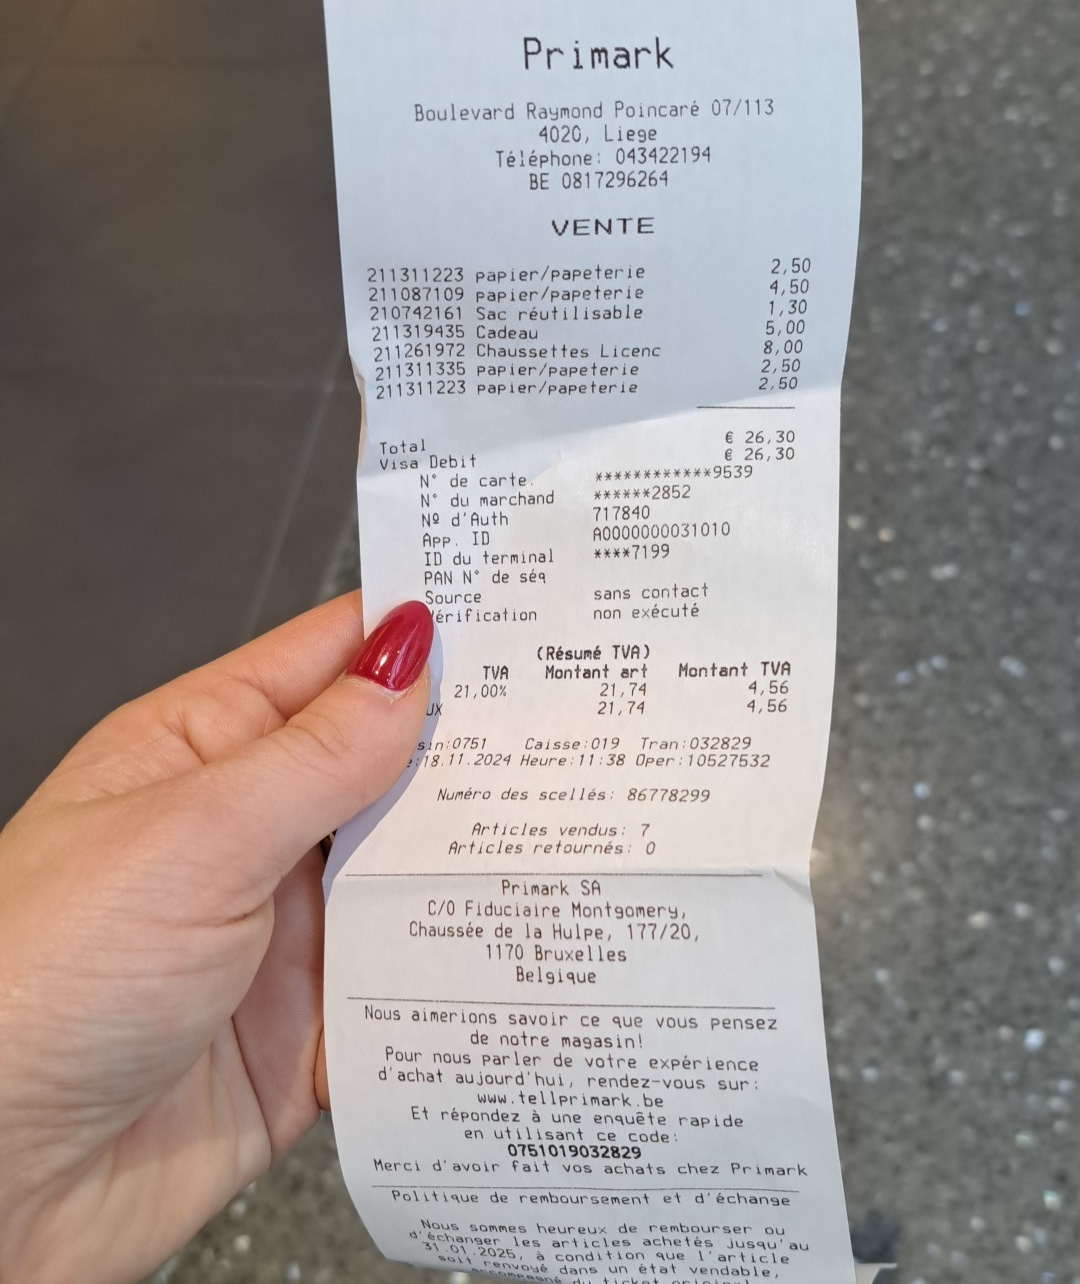 Primark
Boulevard Raymond Poincaré 07/113
4020, Liege
Téléphone: 043422194
BE 0817296264
VENTE
211311223 papier/papeterie 2,50
211087109 papier/papeterie 4,50
210742161 Sac réutilisable 1,30
211319435 Cadeau 5,00
211261972 Chaussettes Licenc 8,00
211311335 papier/papeterie 2,50
211311223 papier/papeterie 2,50
Total € 26,30
Visa Debit € 26,30
N° de carte. ************9539
N° du marchand ******2852
Nº d'Auth 717840
App. ID A0000000031010
ID du terminal ****7199
PAN N° de séq
Source sans contact
érification non exécuté
(Résumé TVA)
TVA Montant art Montant TVA
21,00% 21,74 4,56
UX 21,74 4,56
sin:0751 Caisse:019 Tran:032829
e:18.11.2024 Heure:11:38 Oper:10527532
Numéro des scellés: 86778299
Articles vendus: 7
Articles retournés: 0
Primark SA
C/O Fiduciaire Montgomery,
Chaussée de la Hulpe, 177/20,
1170 Bruxelles
Belgique
Nous aimerions savoir ce que vous pensez
de notre magasin!
Pour nous parler de votre expérience
d'achat aujourd'hui, rendez-vous sur:
www.tellprimark.be
Et répondez à une enquête rapide
en utilisant ce code:
0751019032829
Merci d'avoir fait vos achats chez Primark
Politique de remboursement et d'échange
Nous sommes heureux de rembourser ou
d'échanger les articles achetés jusqu'au
31.01.2025, à condition que l'article
soit renvoyé dans un état vendable,
accompagné du ticket original